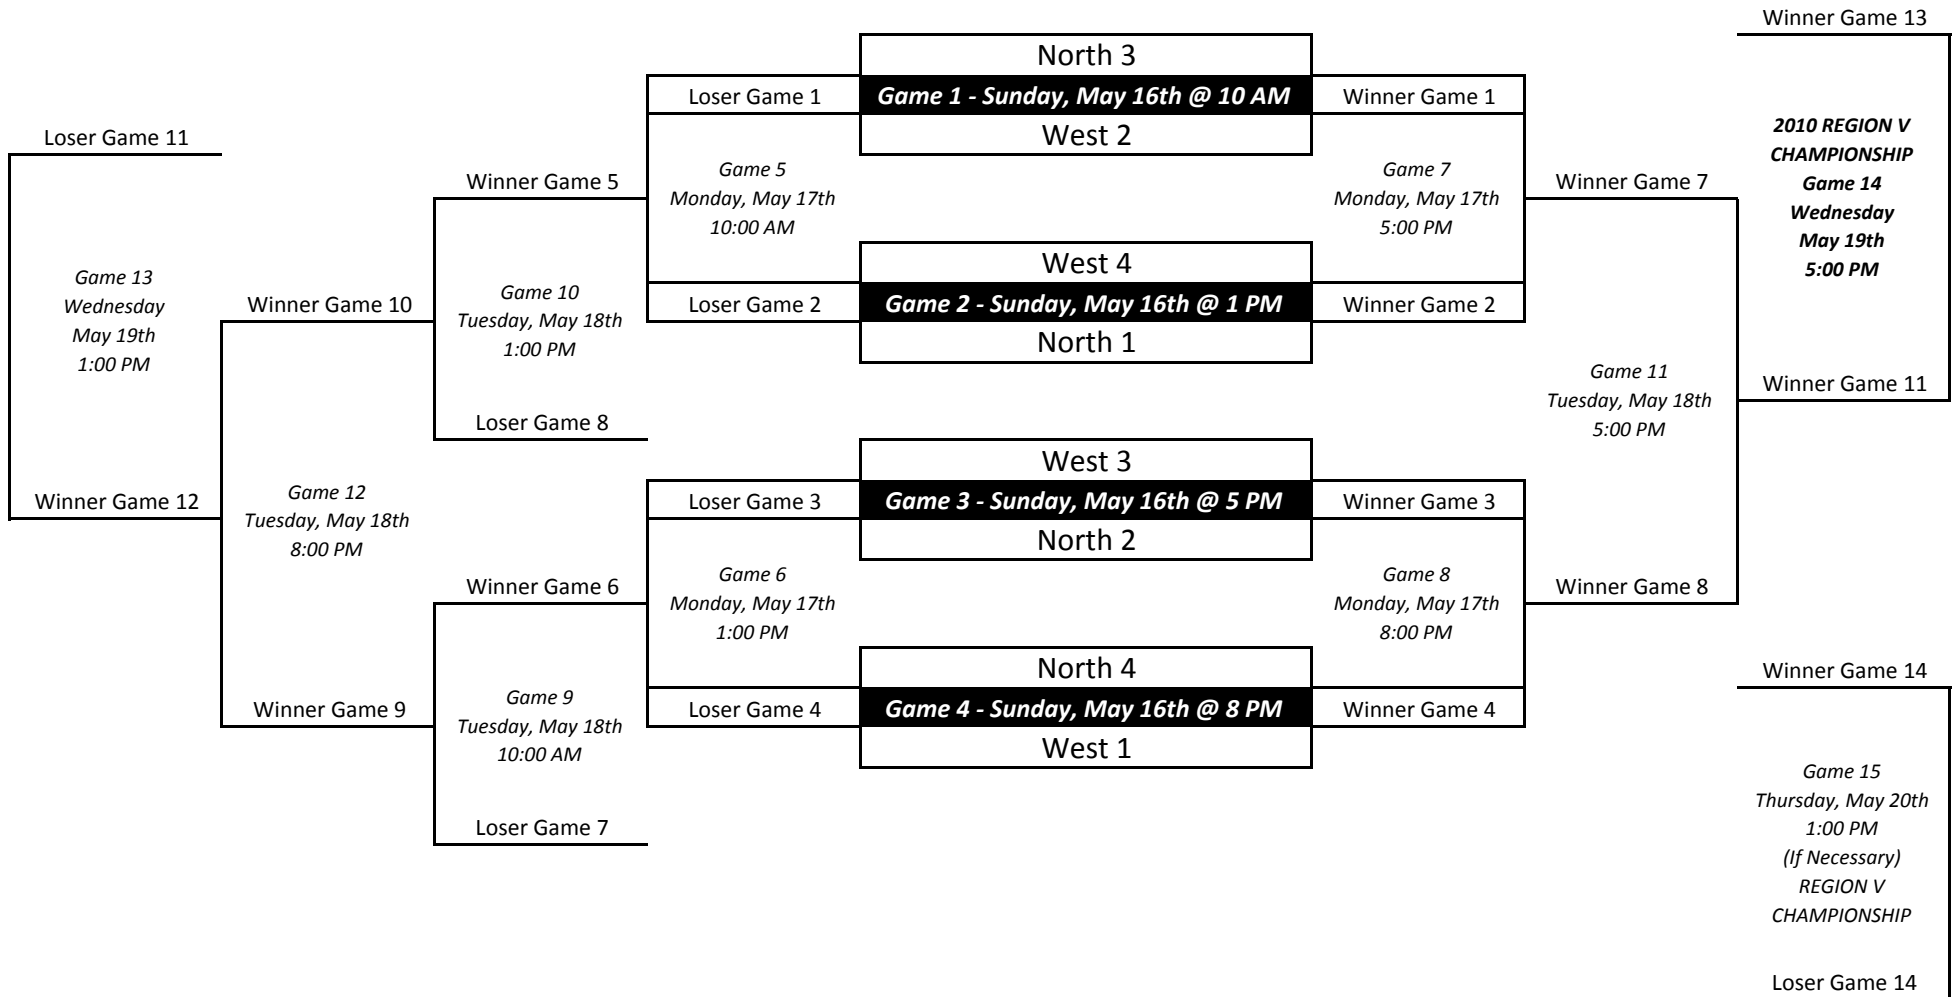 Winner Game 13
North 3
Loser Game 1
Game 1 - Sunday, May 16th @ 10 AM
Winner Game 1
West 2
Loser Game 11
2010 REGION V
CHAMPIONSHIP
Game 14
Wednesday
May 19th
5:00 PM
Winner Game 5
Game 5
Monday, May 17th
10:00 AM
Game 7
Monday, May 17th
5:00 PM
Winner Game 7
West 4
Loser Game 2
Game 2 - Sunday, May 16th @ 1 PM
Winner Game 2
North 1
Game 13
Wednesday
May 19th
1:00 PM
Winner Game 10
Game 10
Tuesday, May 18th
1:00 PM
Game 11
Tuesday, May 18th
5:00 PM
Winner Game 11
Loser Game 8
West 3
Loser Game 3
Game 3 - Sunday, May 16th @ 5 PM
Winner Game 3
North 2
Winner Game 12
Game 12
Tuesday, May 18th
8:00 PM
Winner Game 6
Game 6
Monday, May 17th
1:00 PM
Game 8
Monday, May 17th
8:00 PM
Winner Game 8
North 4
Loser Game 4
Game 4 - Sunday, May 16th @ 8 PM
Winner Game 4
West 1
Winner Game 9
Game 9
Tuesday, May 18th
10:00 AM
Loser Game 7
Winner Game 14
Game 15
Thursday, May 20th
1:00 PM
(If Necessary)
REGION V
CHAMPIONSHIP
Loser Game 14